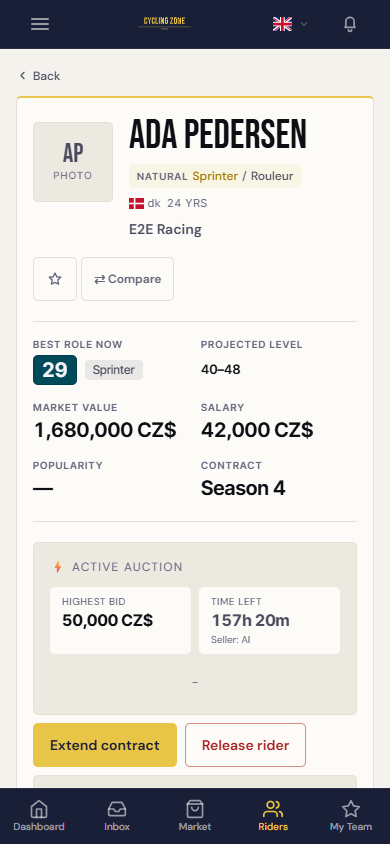 CYCLING ZONE
Back
AP
PHOTO
ADA PEDERSEN
NATURAL Sprinter / Rouleur
dk 24 YRS
E2E Racing
Compare
BEST ROLE NOW
PROJECTED LEVEL
29 Sprinter
40–48
MARKET VALUE
SALARY
1,680,000 CZ$
42,000 CZ$
POPULARITY
CONTRACT
—
Season 4
ACTIVE AUCTION
HIGHEST BID
50,000 CZ$
TIME LEFT
157h 20m
Seller: AI
–
Extend contract
Release rider
Dashboard
Inbox
Market
Riders
My Team